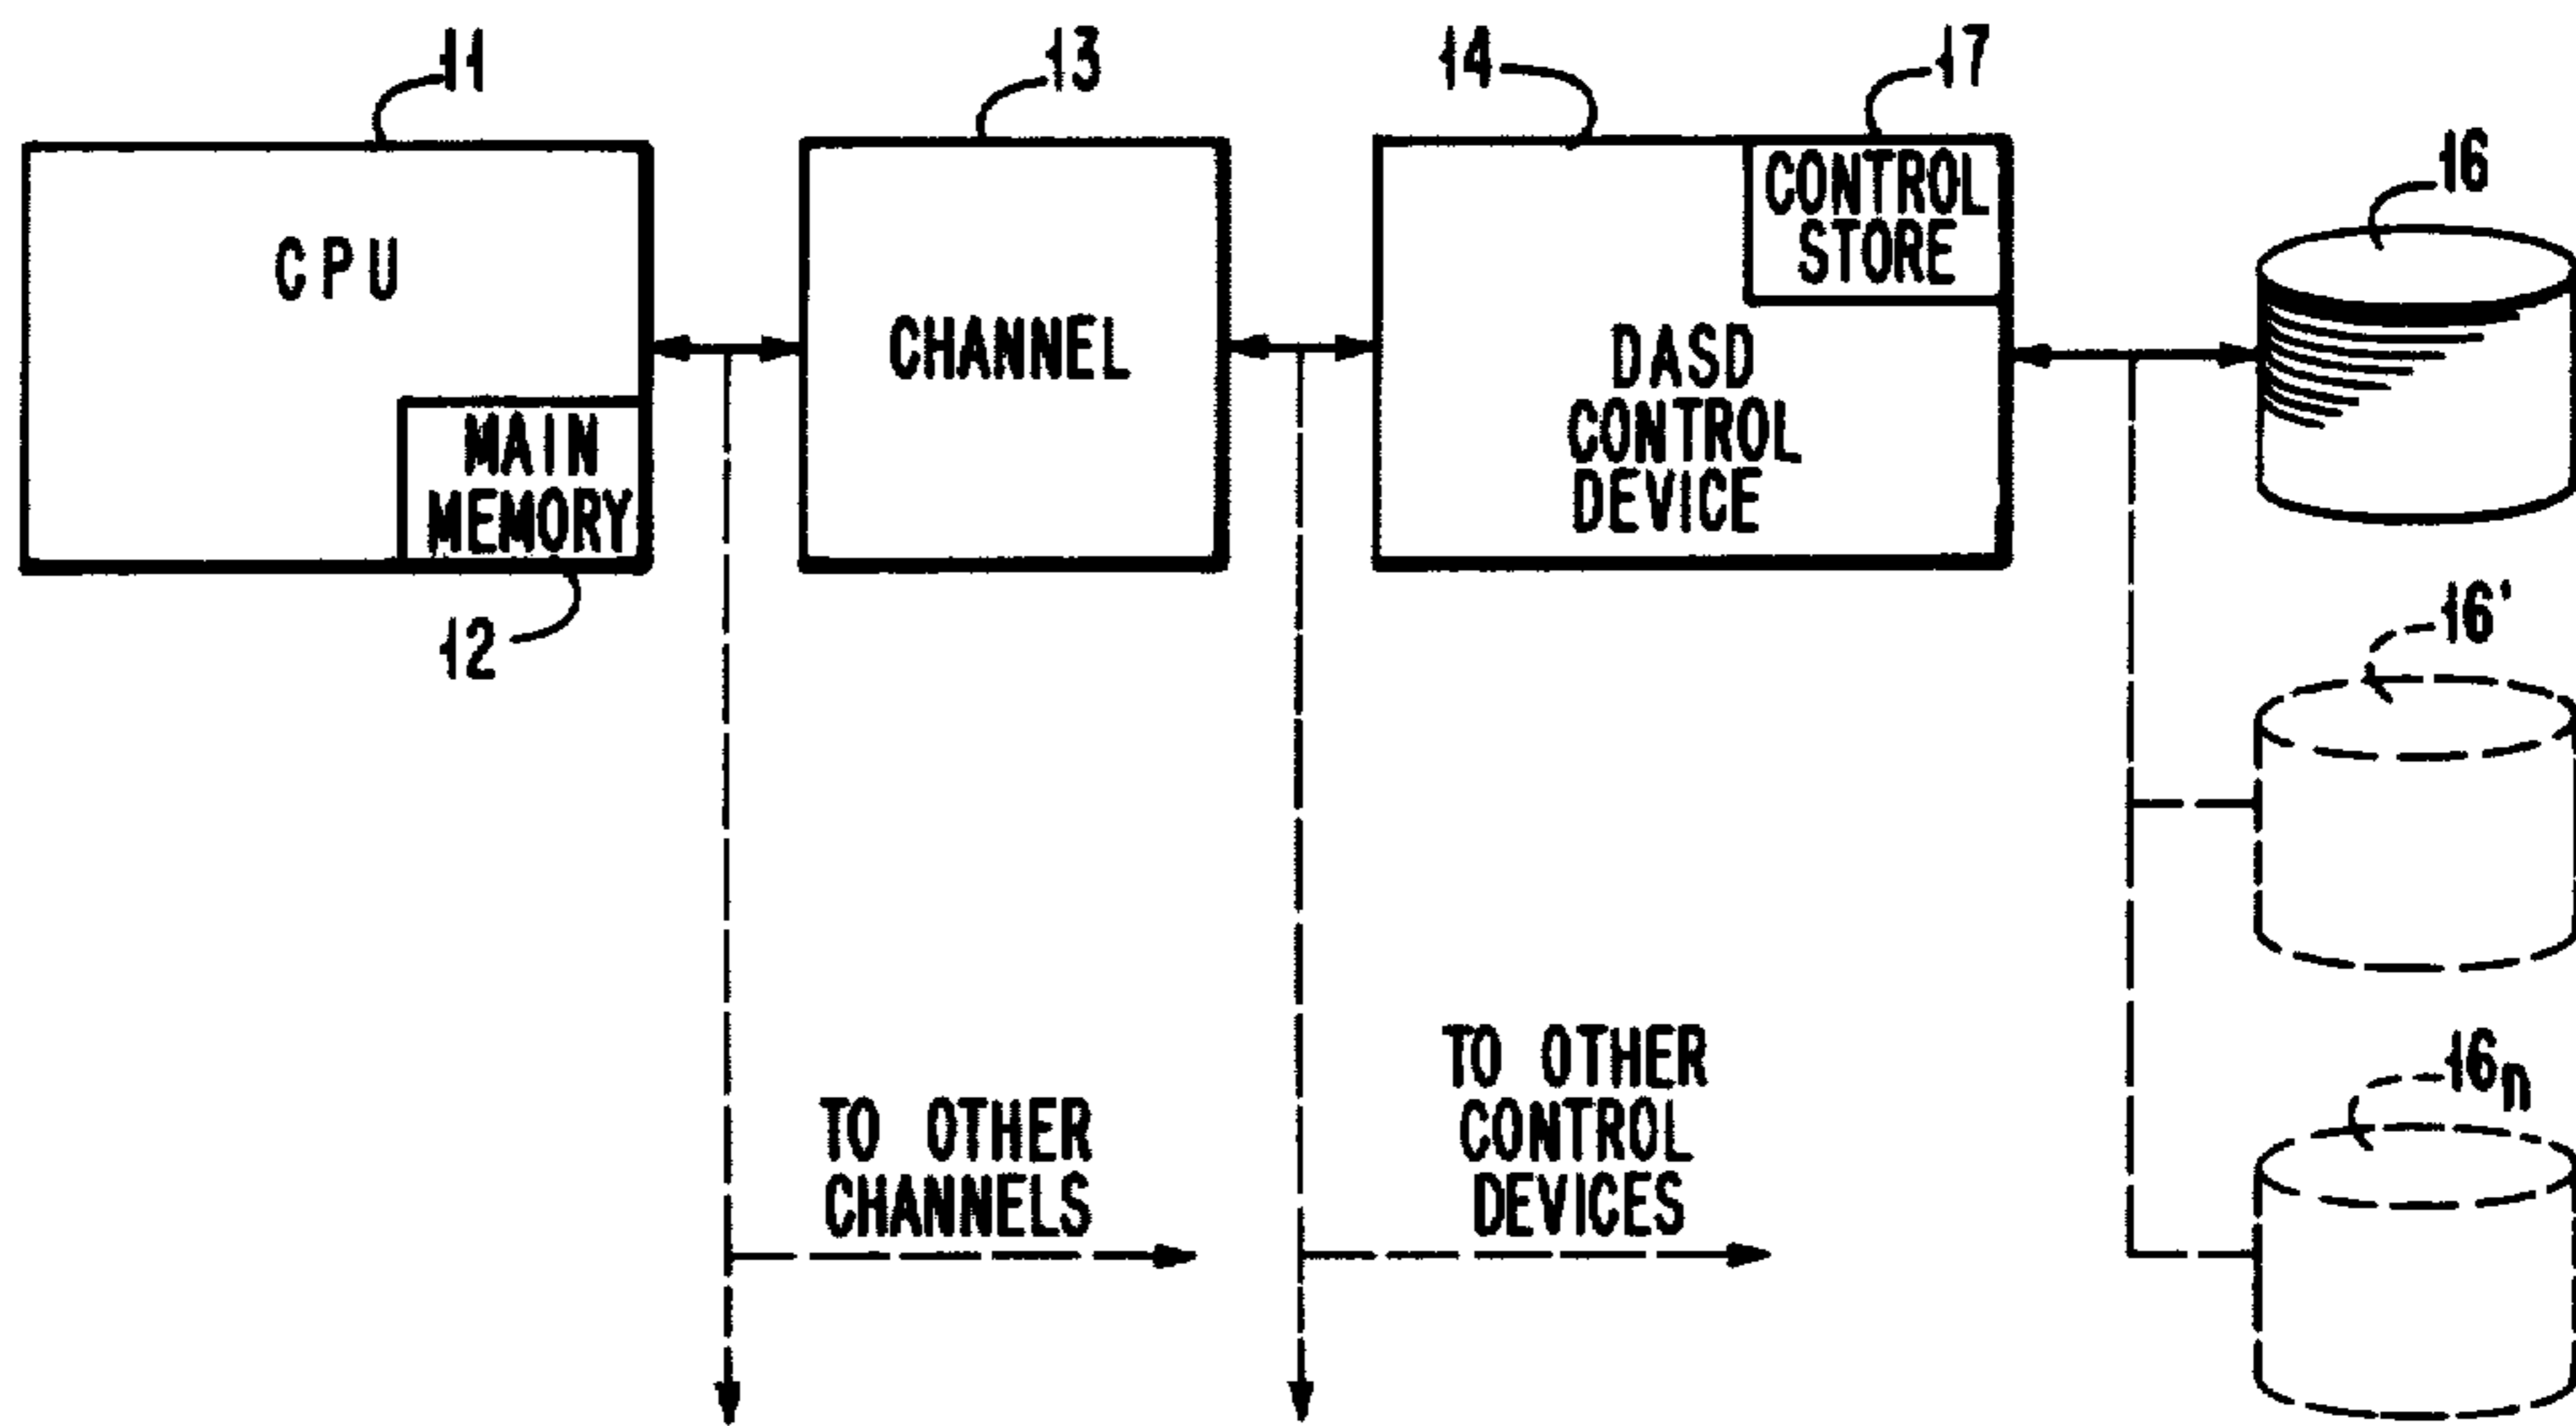 11
13
14
17
16
CPU
MAIN
MEMORY
12
CHANNEL
CONTROL
STORE
DASD
CONTROL
DEVICE
16'
16n
TO OTHER
CHANNELS
TO OTHER
CONTROL
DEVICES